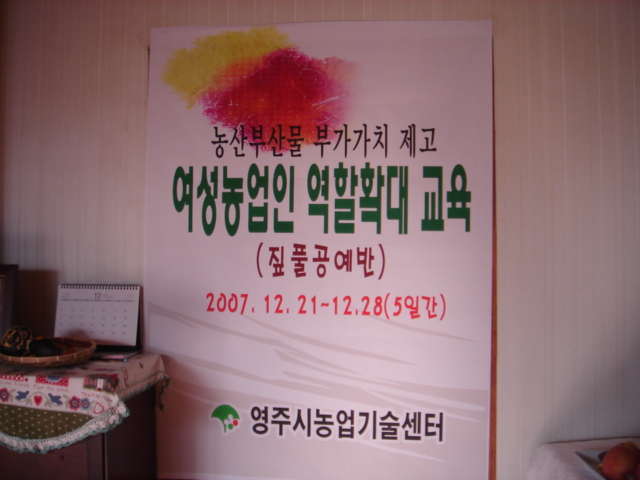 농산부산물 부가가치 제고
여성농업인 역할확대 교육
(짚풀공예반)
2007. 12. 21~12.28(5일간)
영주시농업기술센터
12